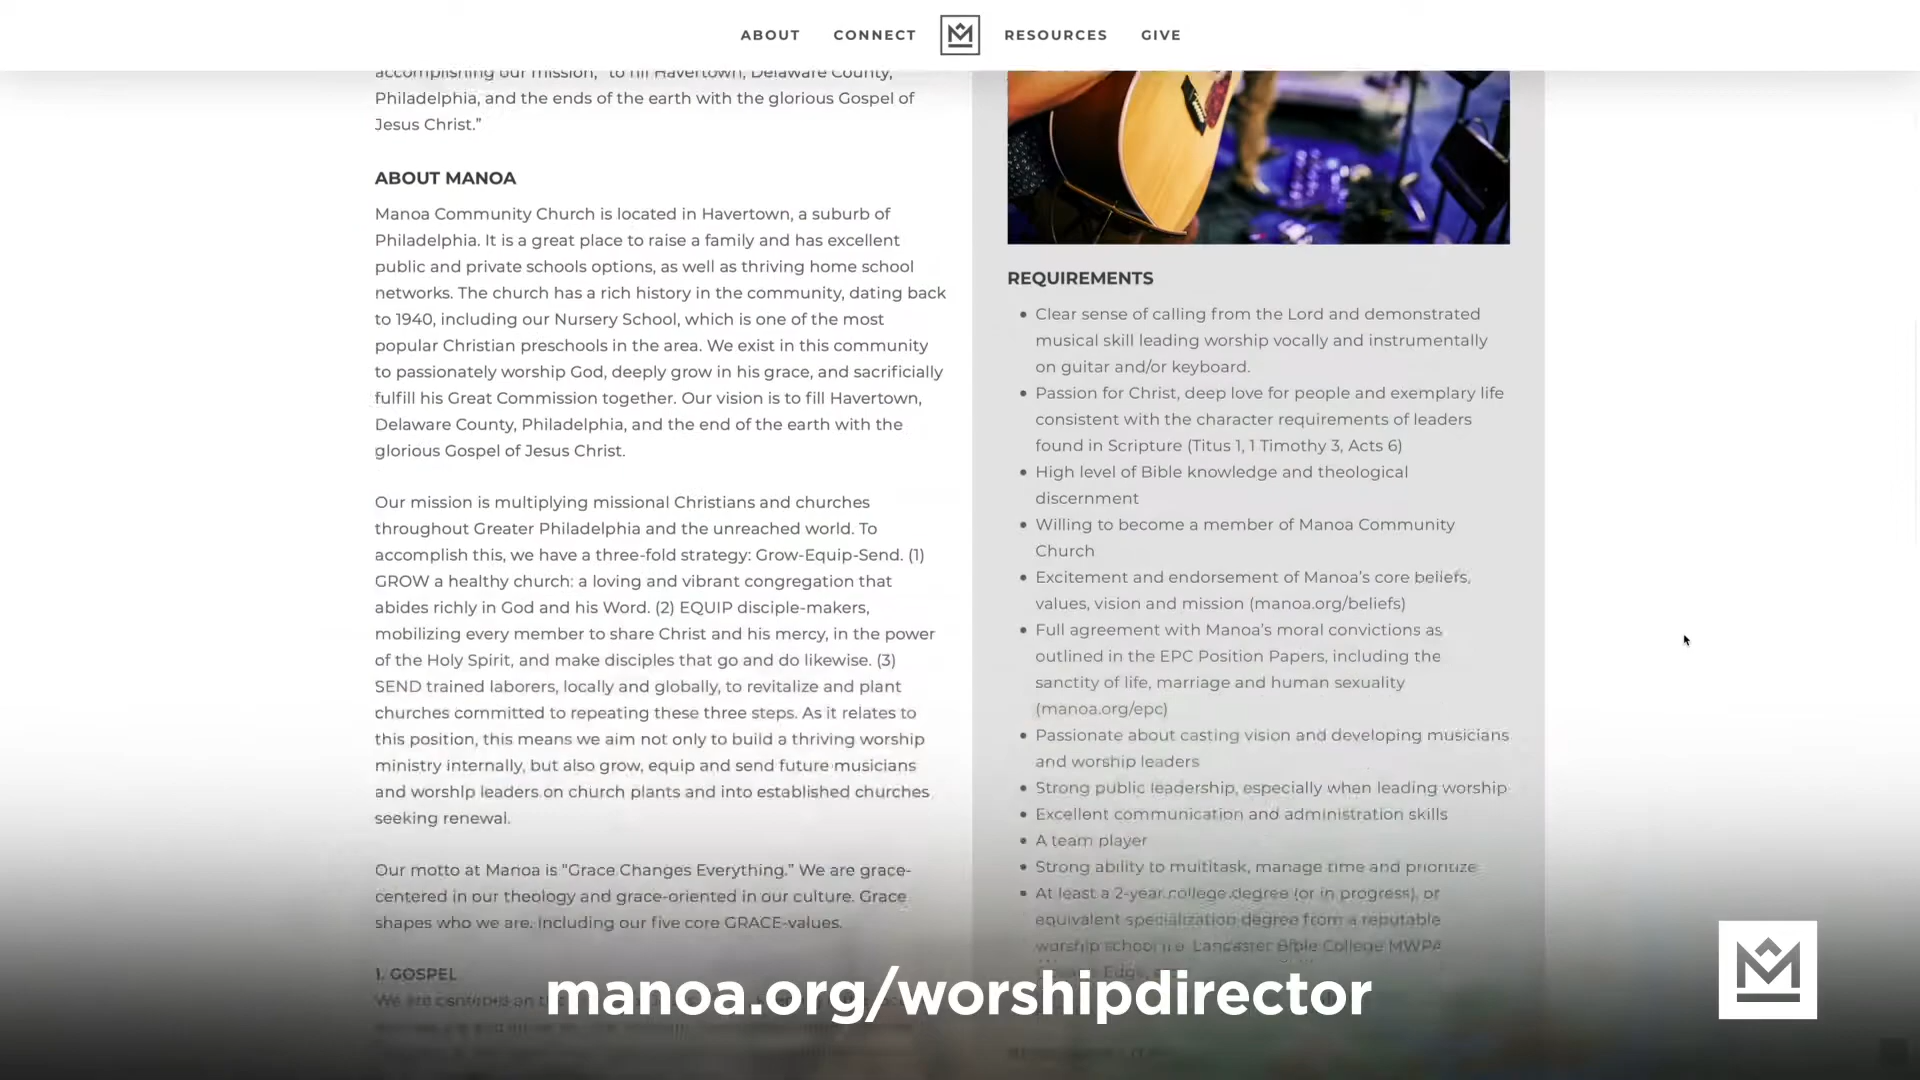 ABOUT CONNECT RESOURCES GIVE
accomplishing our mission, "to fill Havertown, Delaware County,
Philadelphia, and the ends of the earth with the glorious Gospel of
Jesus Christ."
ABOUT MANOA
Manoa Community Church is located in Havertown, a suburb of
Philadelphia. It is a great place to raise a family and has excellent
public and private schools options, as well as thriving home school
networks. The church has a rich history in the community, dating back
to 1940, including our Nursery School, which is one of the most
popular Christian preschools in the area. We exist in this community
to passionately worship God, deeply grow in his grace, and sacrificially
fulfill his Great Commission together. Our vision is to fill Havertown,
Delaware County, Philadelphia, and the end of the earth with the
glorious Gospel of Jesus Christ.
Our mission is multiplying missional Christians and churches
throughout Greater Philadelphia and the unreached world. To
accomplish this, we have a three-fold strategy: Grow-Equip-Send. (1)
GROW a healthy church: a loving and vibrant congregation that
abides richly in God and his Word. (2) EQUIP disciple-makers,
mobilizing every member to share Christ and his mercy, in the power
of the Holy Spirit, and make disciples that go and do likewise. (3)
SEND trained laborers, locally and globally, to revitalize and plant
churches committed to repeating these three steps. As it relates to
this position, this means we aim not only to build a thriving worship
ministry internally, but also grow, equip and send future musicians
and worship leaders on church plants and into established churches
seeking renewal.
Our motto at Manoa is "Grace Changes Everything." We are grace-
centered in our theology and grace-oriented in our culture. Grace
shapes who we are, including our five core GRACE-values.
1. GOSPEL
We are centered on the
REQUIREMENTS
• Clear sense of calling from the Lord and demonstrated
musical skill leading worship vocally and instrumentally
on guitar and/or keyboard.
• Passion for Christ, deep love for people and exemplary life
consistent with the character requirements of leaders
found in Scripture (Titus 1, 1 Timothy 3, Acts 6)
• High level of Bible knowledge and theological
discernment
• Willing to become a member of Manoa Community
Church
• Excitement and endorsement of Manoa's core beliefs,
values, vision and mission (manoa.org/beliefs)
• Full agreement with Manoa's moral convictions as
outlined in the EPC Position Papers, including the
sanctity of life, marriage and human sexuality
(manoa.org/epc)
• Passionate about casting vision and developing musicians
and worship leaders
• Strong public leadership, especially when leading worship
• Excellent communication and administration skills
• A team player
• Strong ability to multitask, manage time and prioritize
• At least a 2-year college degree (or in progress), or
equivalent specialization degree from a reputable
worship school i.e. Lancaster Bible College MWPA
manoa.org/worshipdirector